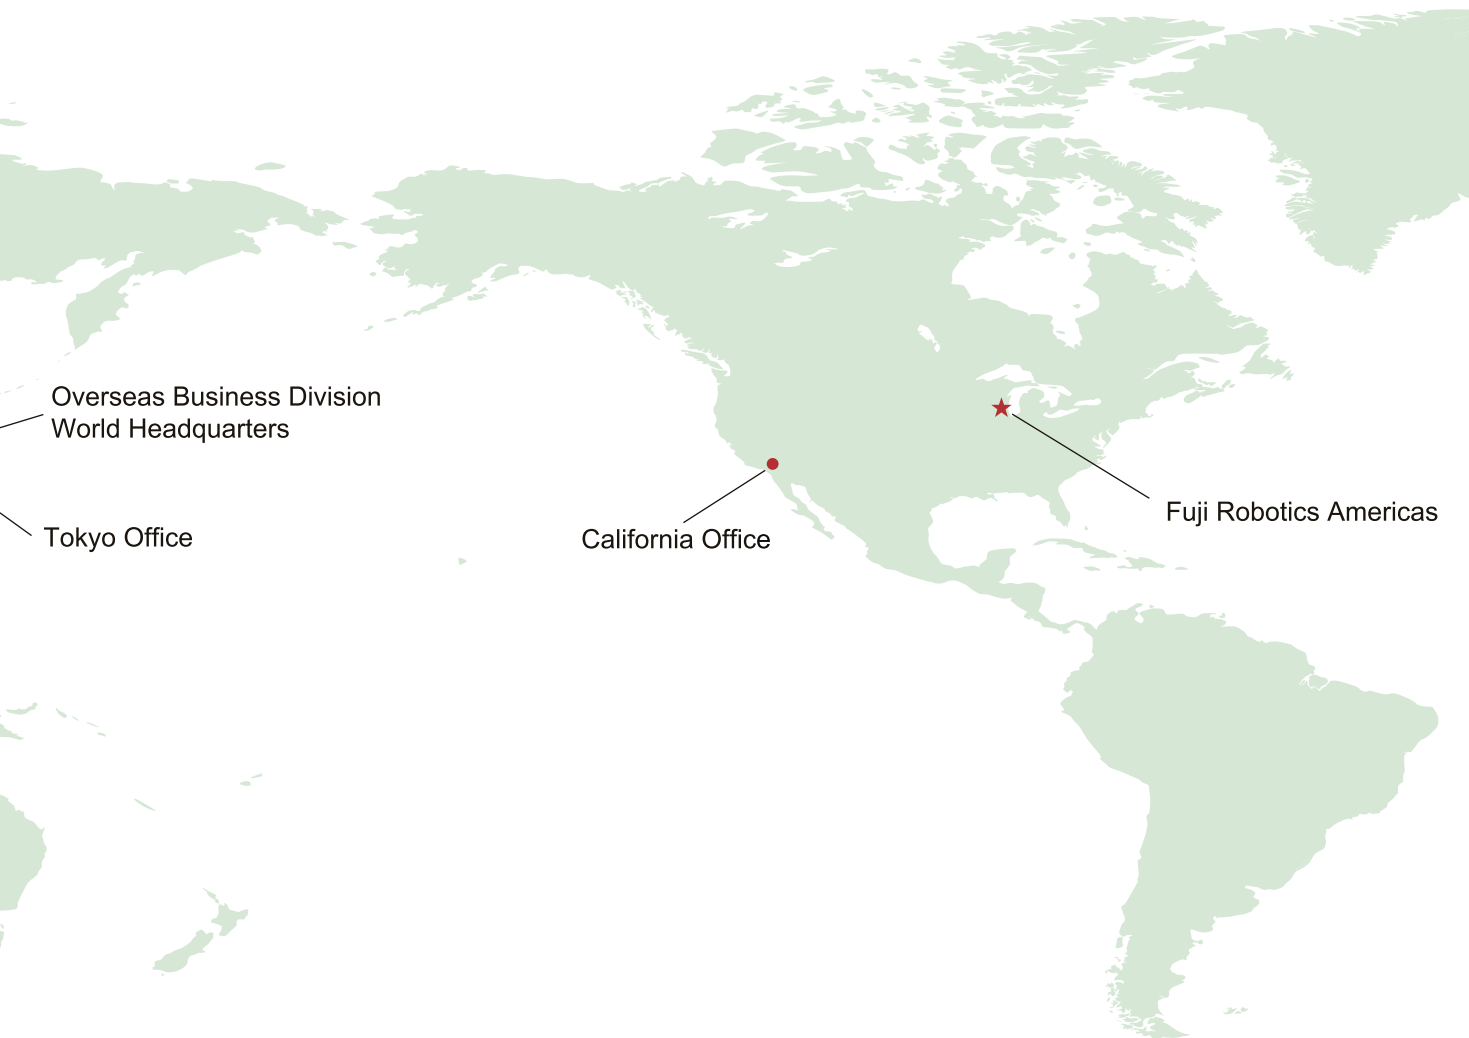 Overseas Business Division
World Headquarters
Tokyo Office
California Office
Fuji Robotics Americas